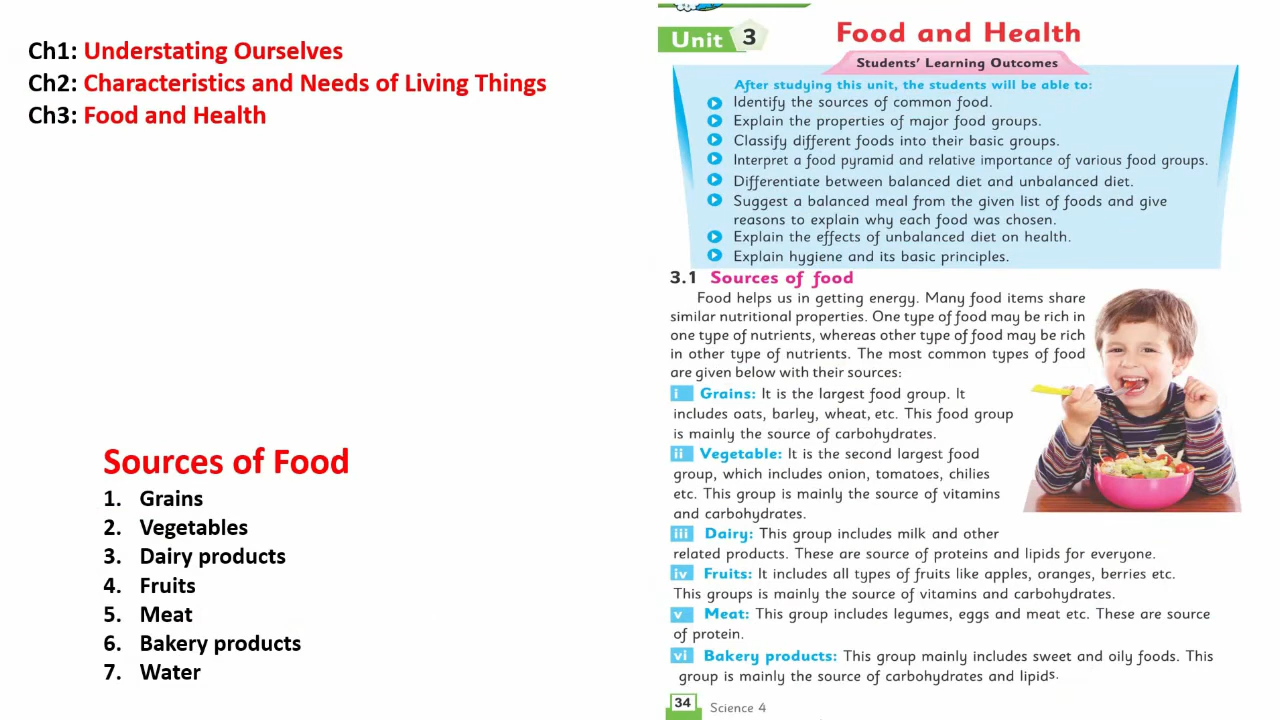 Ch1: Understating Ourselves
Ch2: Characteristics and Needs of Living Things
Ch3: Food and Health
Sources of Food
1. Grains
2. Vegetables
3. Dairy products
4. Fruits
5. Meat
6. Bakery products
7. Water
Unit 3
Food and Health
Students' Learning Outcomes
After studying this unit, the students will be able to:
Identify the sources of common food.
Explain the properties of major food groups.
Classify different foods into their basic groups.
Interpret a food pyramid and relative importance of various food groups.
Differentiate between balanced diet and unbalanced diet.
Suggest a balanced meal from the given list of foods and give
reasons to explain why each food was chosen.
Explain the effects of unbalanced diet on health.
Explain hygiene and its basic principles.
3.1 Sources of food
Food helps us in getting energy. Many food items share
similar nutritional properties. One type of food may be rich in
one type of nutrients, whereas other type of food may be rich
in other type of nutrients. The most common types of food
are given below with their sources:
i Grains: It is the largest food group. It
includes oats, barley, wheat, etc. This food group
is mainly the source of carbohydrates.
ii Vegetable: It is the second largest food
group, which includes onion, tomatoes, chilies
etc. This group is mainly the source of vitamins
and carbohydrates.
iii Dairy: This group includes milk and other
related products. These are source of proteins and lipids for everyone.
iv Fruits: It includes all types of fruits like apples, oranges, berries etc.
This groups is mainly the source of vitamins and carbohydrates.
v Meat: This group includes legumes, eggs and meat etc. These are source
of protein.
vi Bakery products: This group mainly includes sweet and oily foods. This
group is mainly the source of carbohydrates and lipids.
34 Science 4